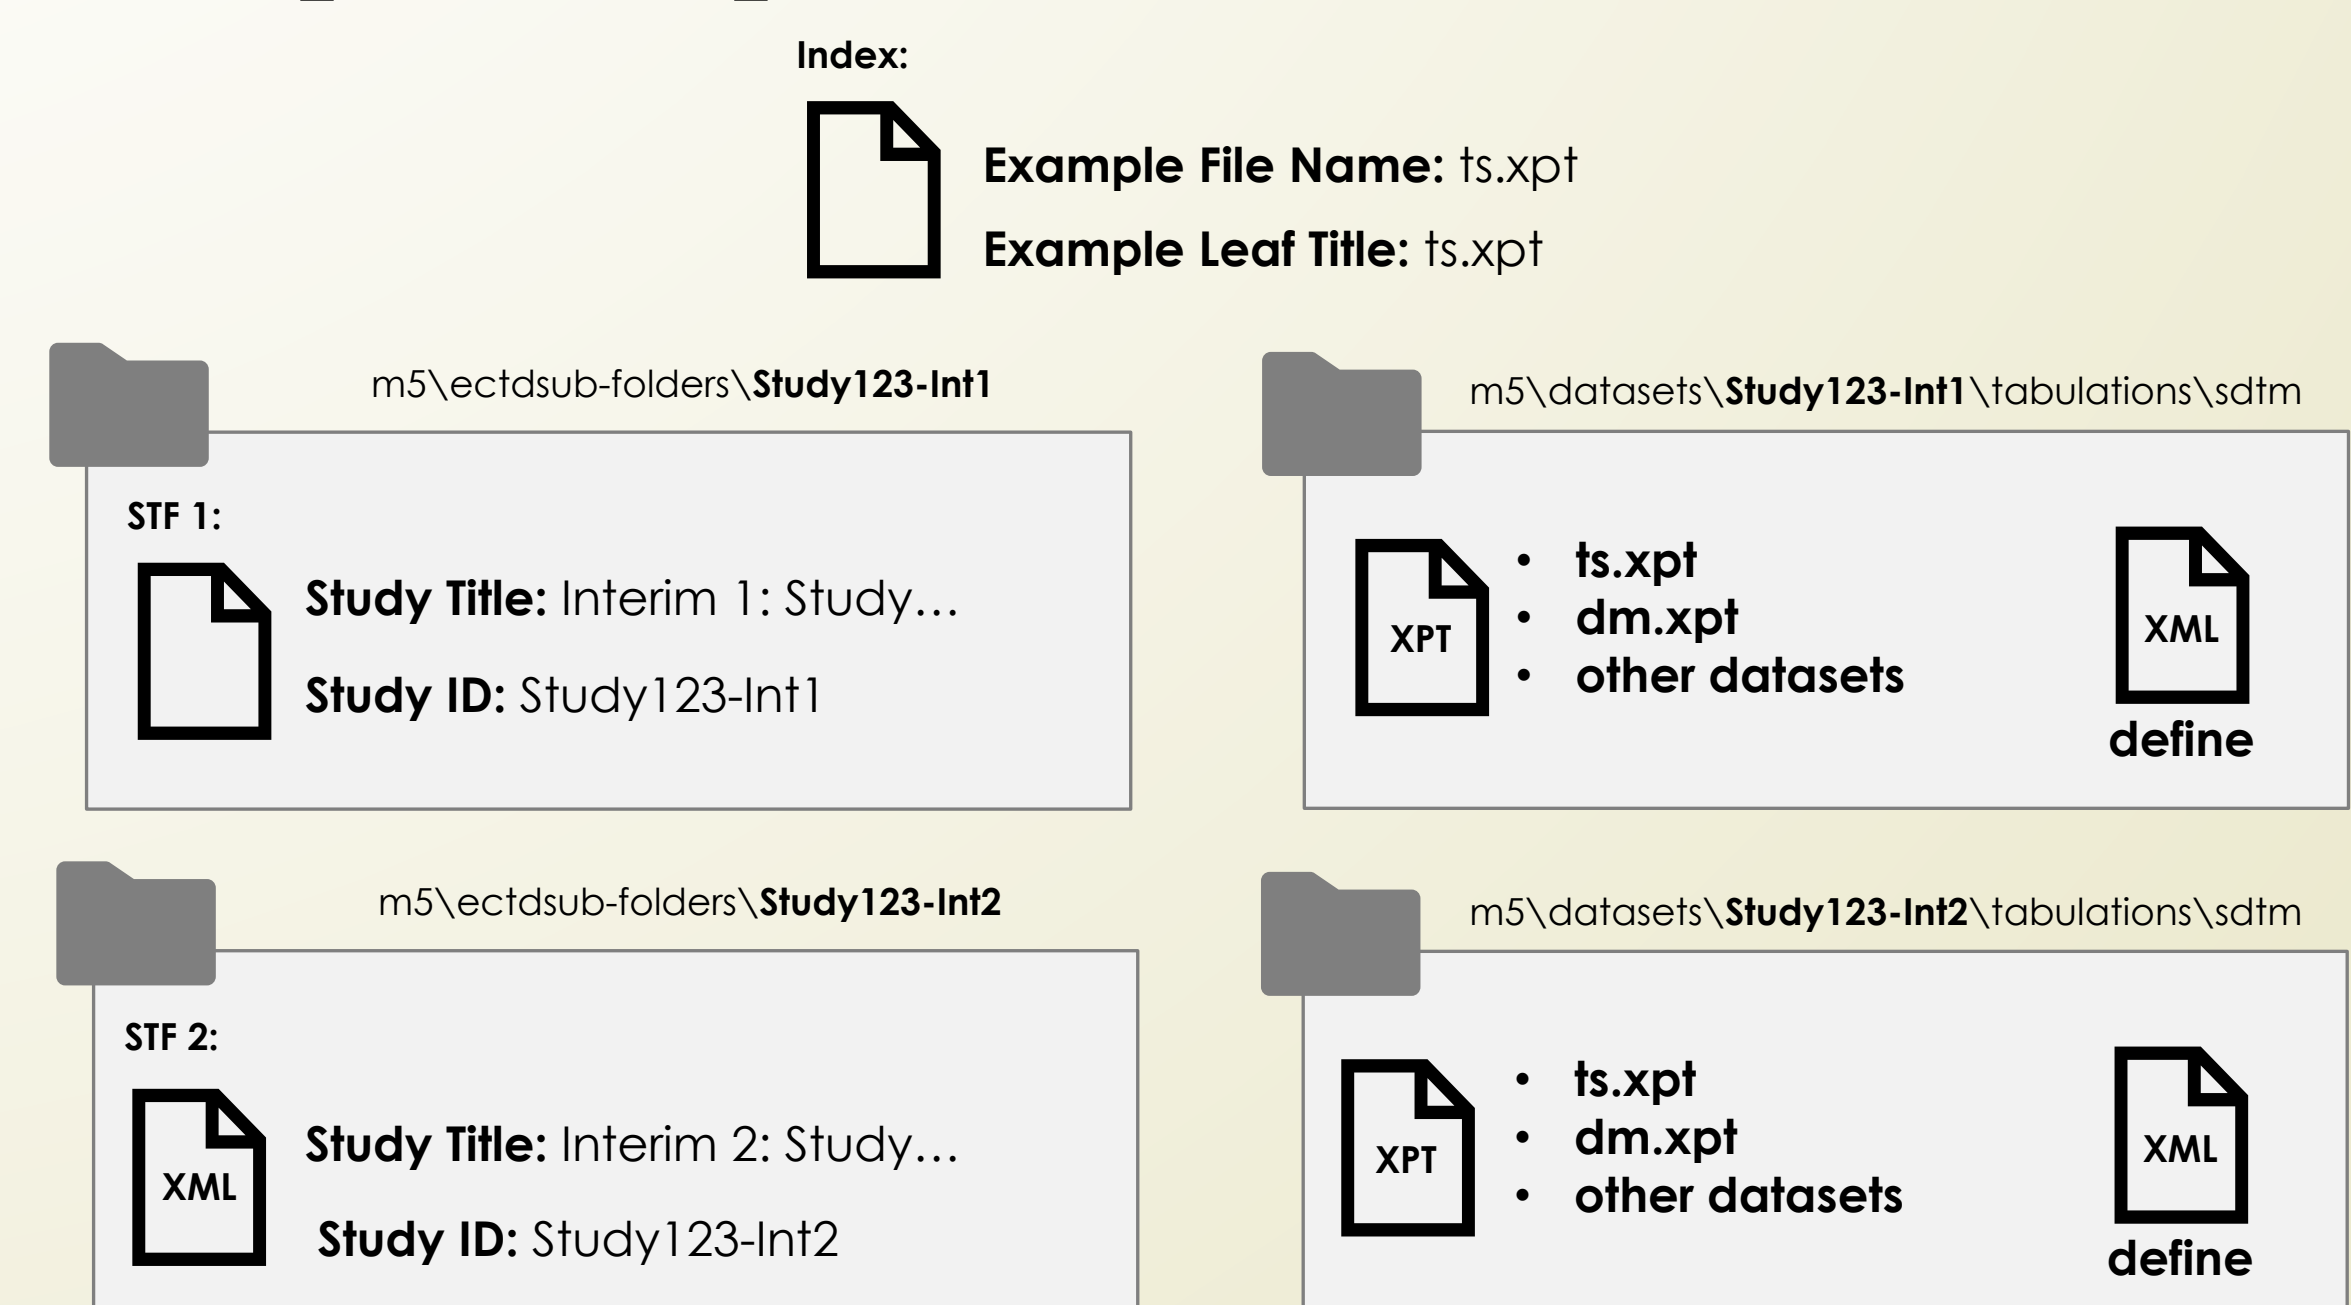 Index:
Example File Name: ts.xpt
Example Leaf Title: ts.xpt
m5\ectdsub-folders\Study123-Int1
STF 1:
Study Title: Interim 1: Study...
Study ID: Study123-Int1
m5\datasets\Study123-Int1\tabulations\sdtm
XPT
• ts.xpt
• dm.xpt
• other datasets
XML
define
m5\ectdsub-folders\Study123-Int2
STF 2:
XML
Study Title: Interim 2: Study...
Study ID: Study123-Int2
m5\datasets\Study123-Int2\tabulations\sdtm
XPT
• ts.xpt
• dm.xpt
• other datasets
XML
define